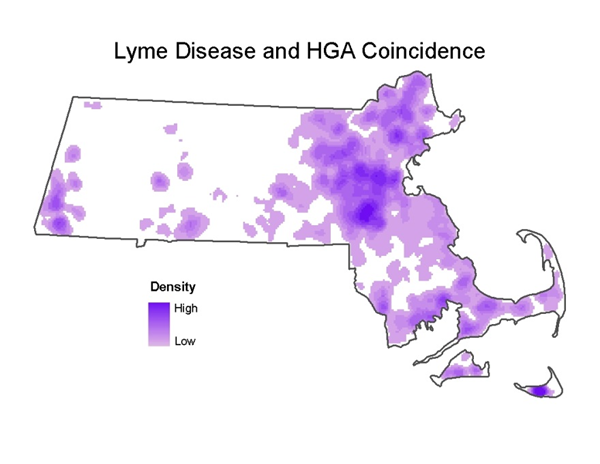 Lyme Disease and HGA Coincidence
Density
High
Low